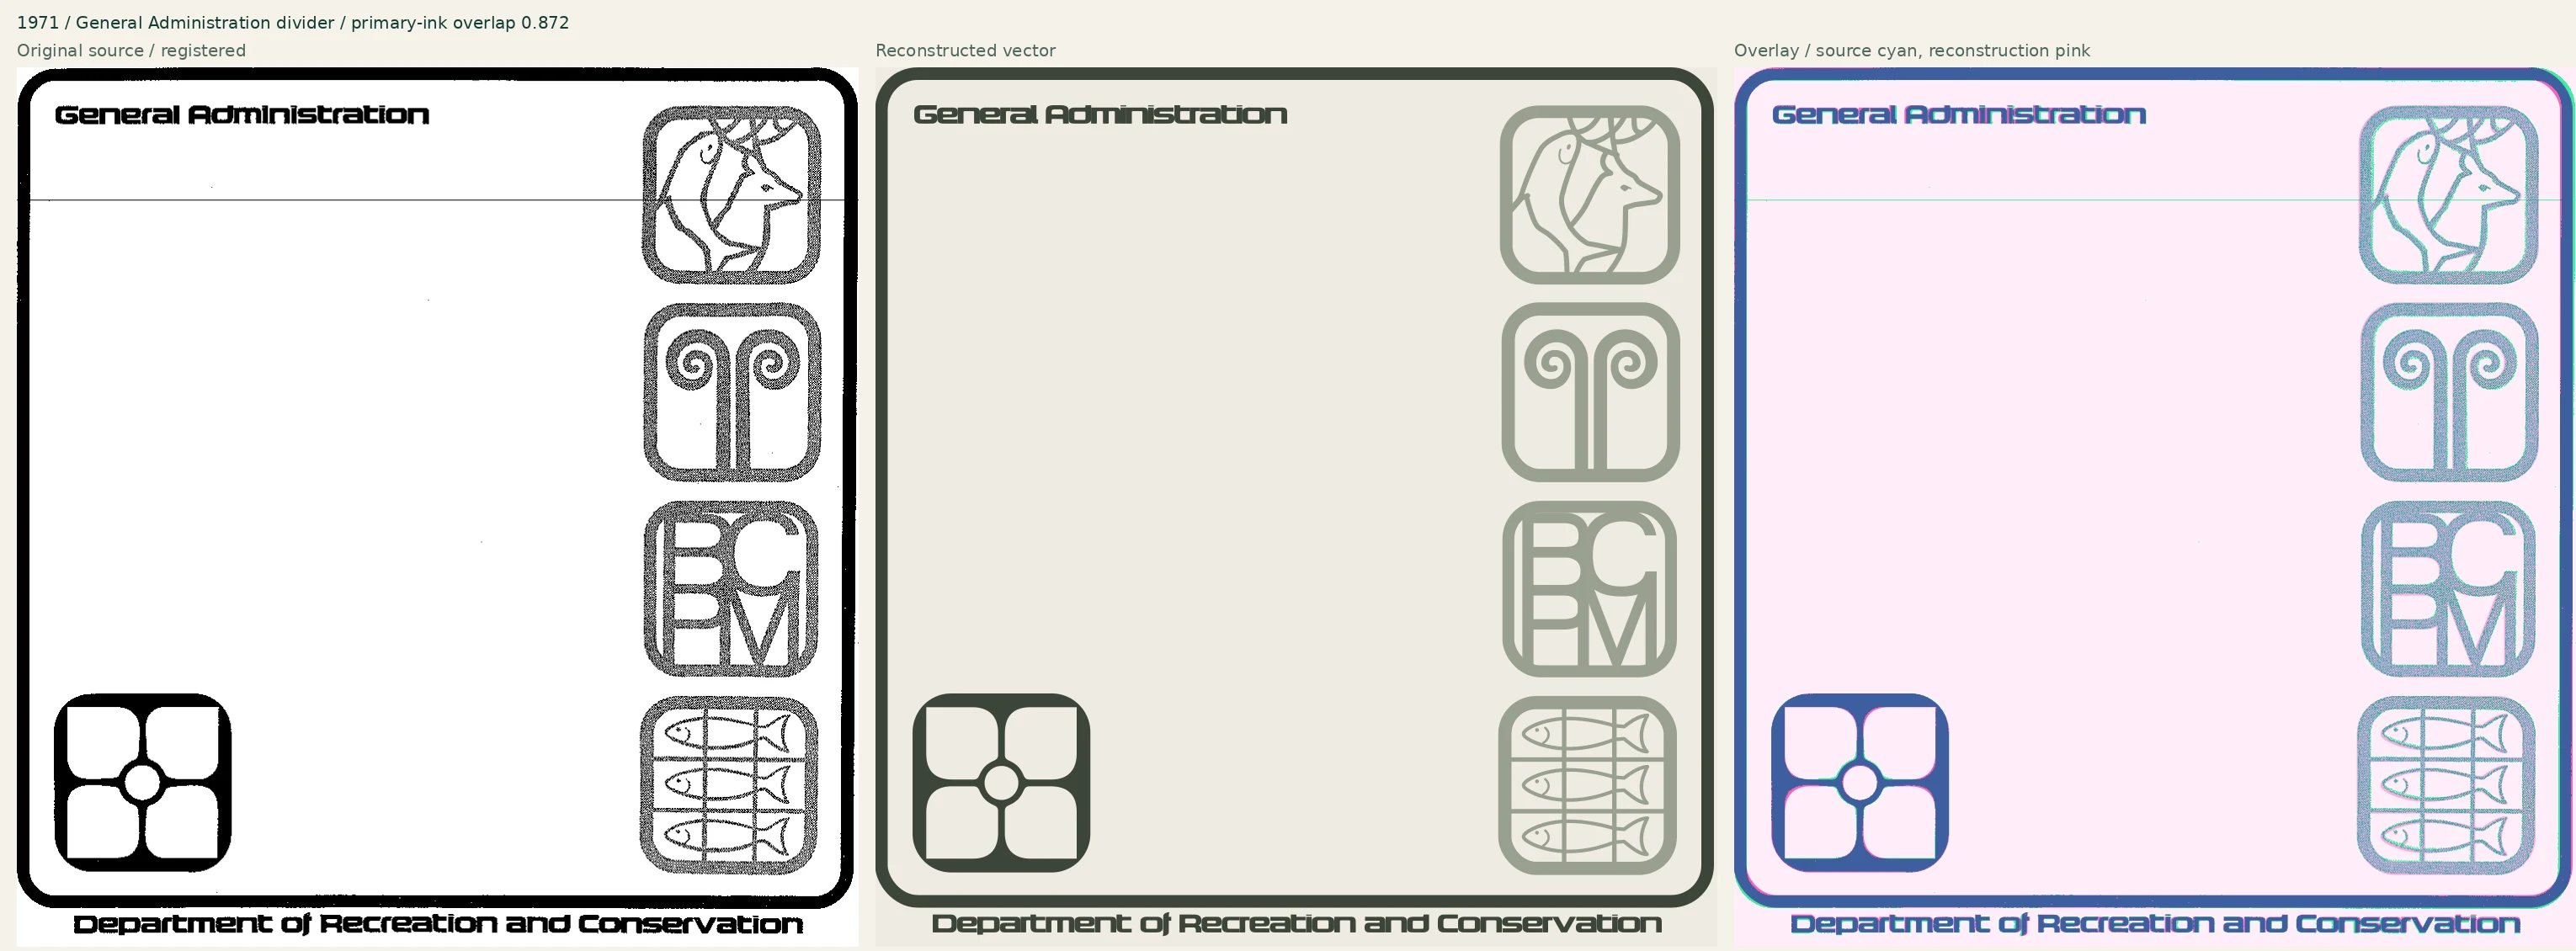 1971 / General Administration divider / primary-ink overlap 0.872
Original source / registered
General Administration
BC
PM
Department of Recreation and Conservation
Reconstructed vector
General Administration
BC
PM
Department of Recreation and Conservation
Overlay / source cyan, reconstruction pink
General Administration
BC
PM
Department of Recreation and Conservation